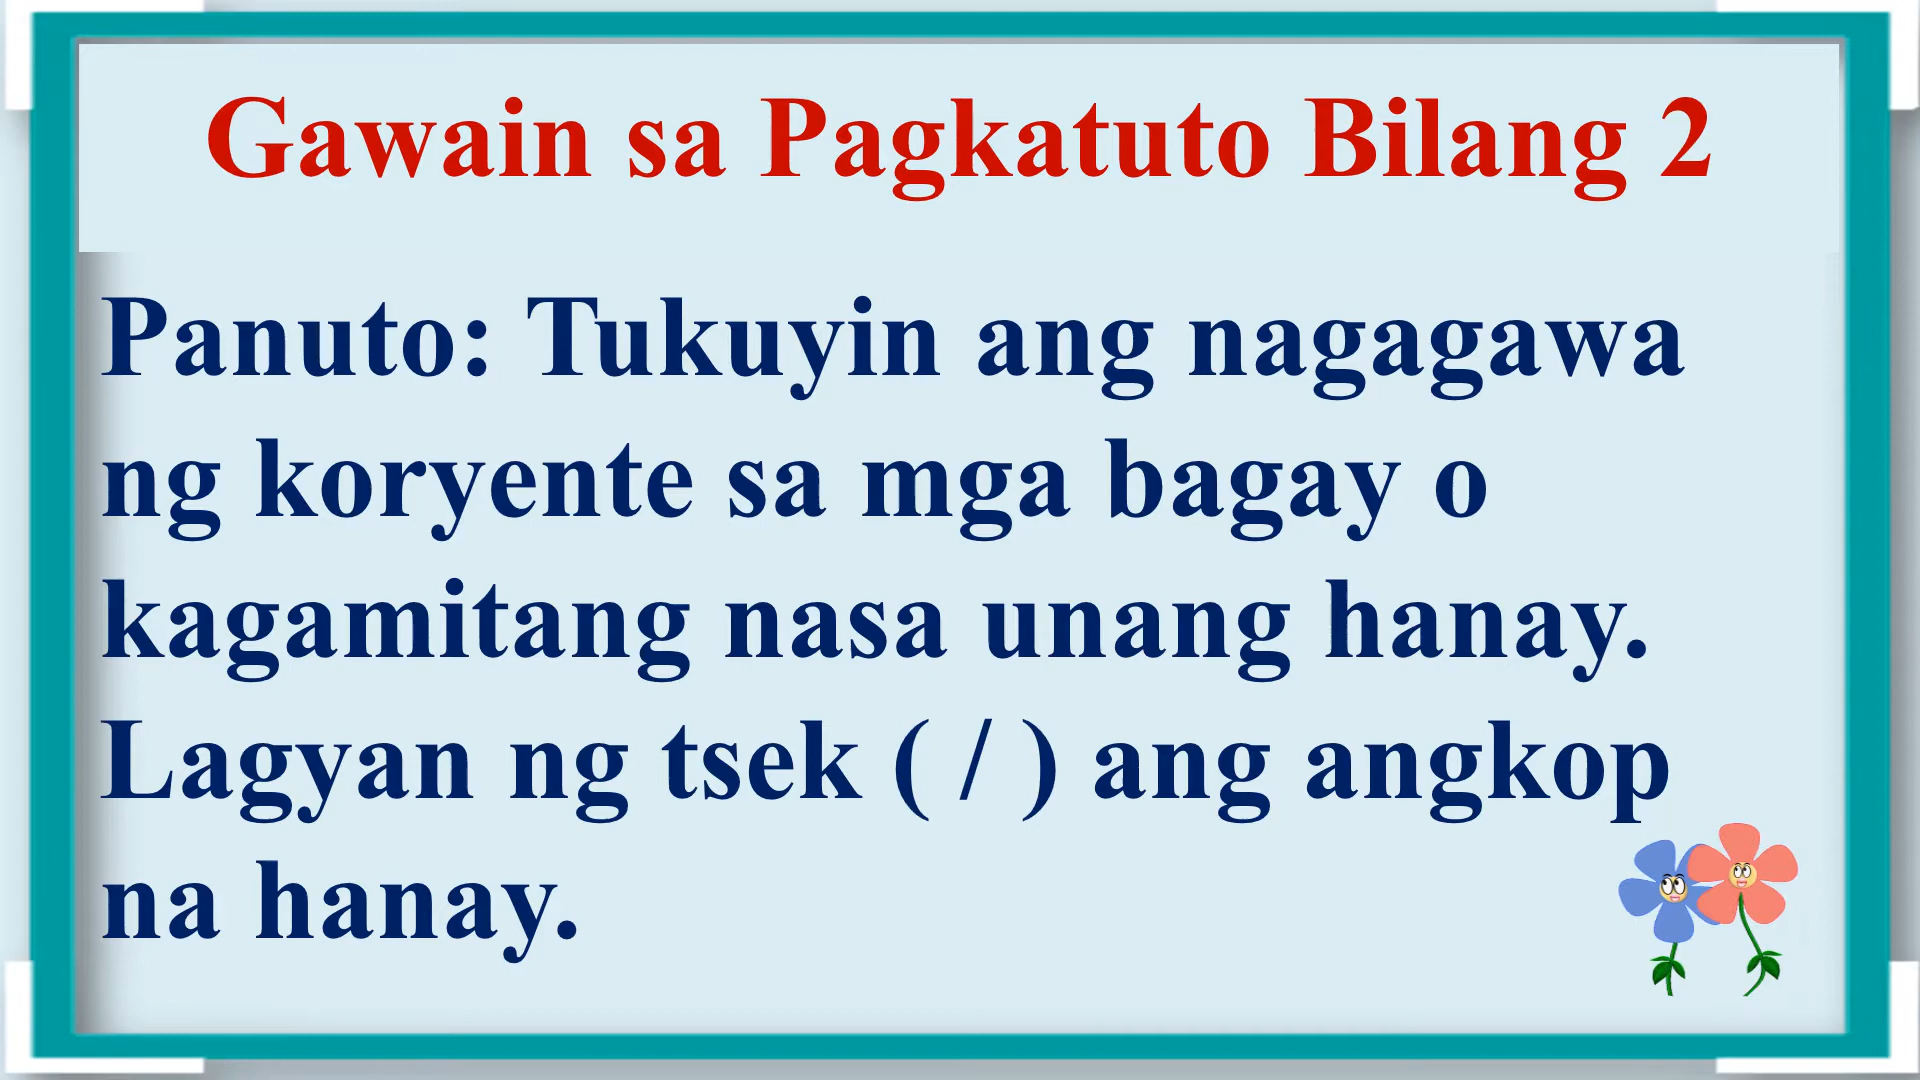 Gawain sa Pagkatuto Bilang 2
Panuto: Tukuyin ang nagagawa
ng koryente sa mga bagay o
kagamitang nasa unang hanay.
Lagyan ng tsek ( / ) ang angkop
na hanay.